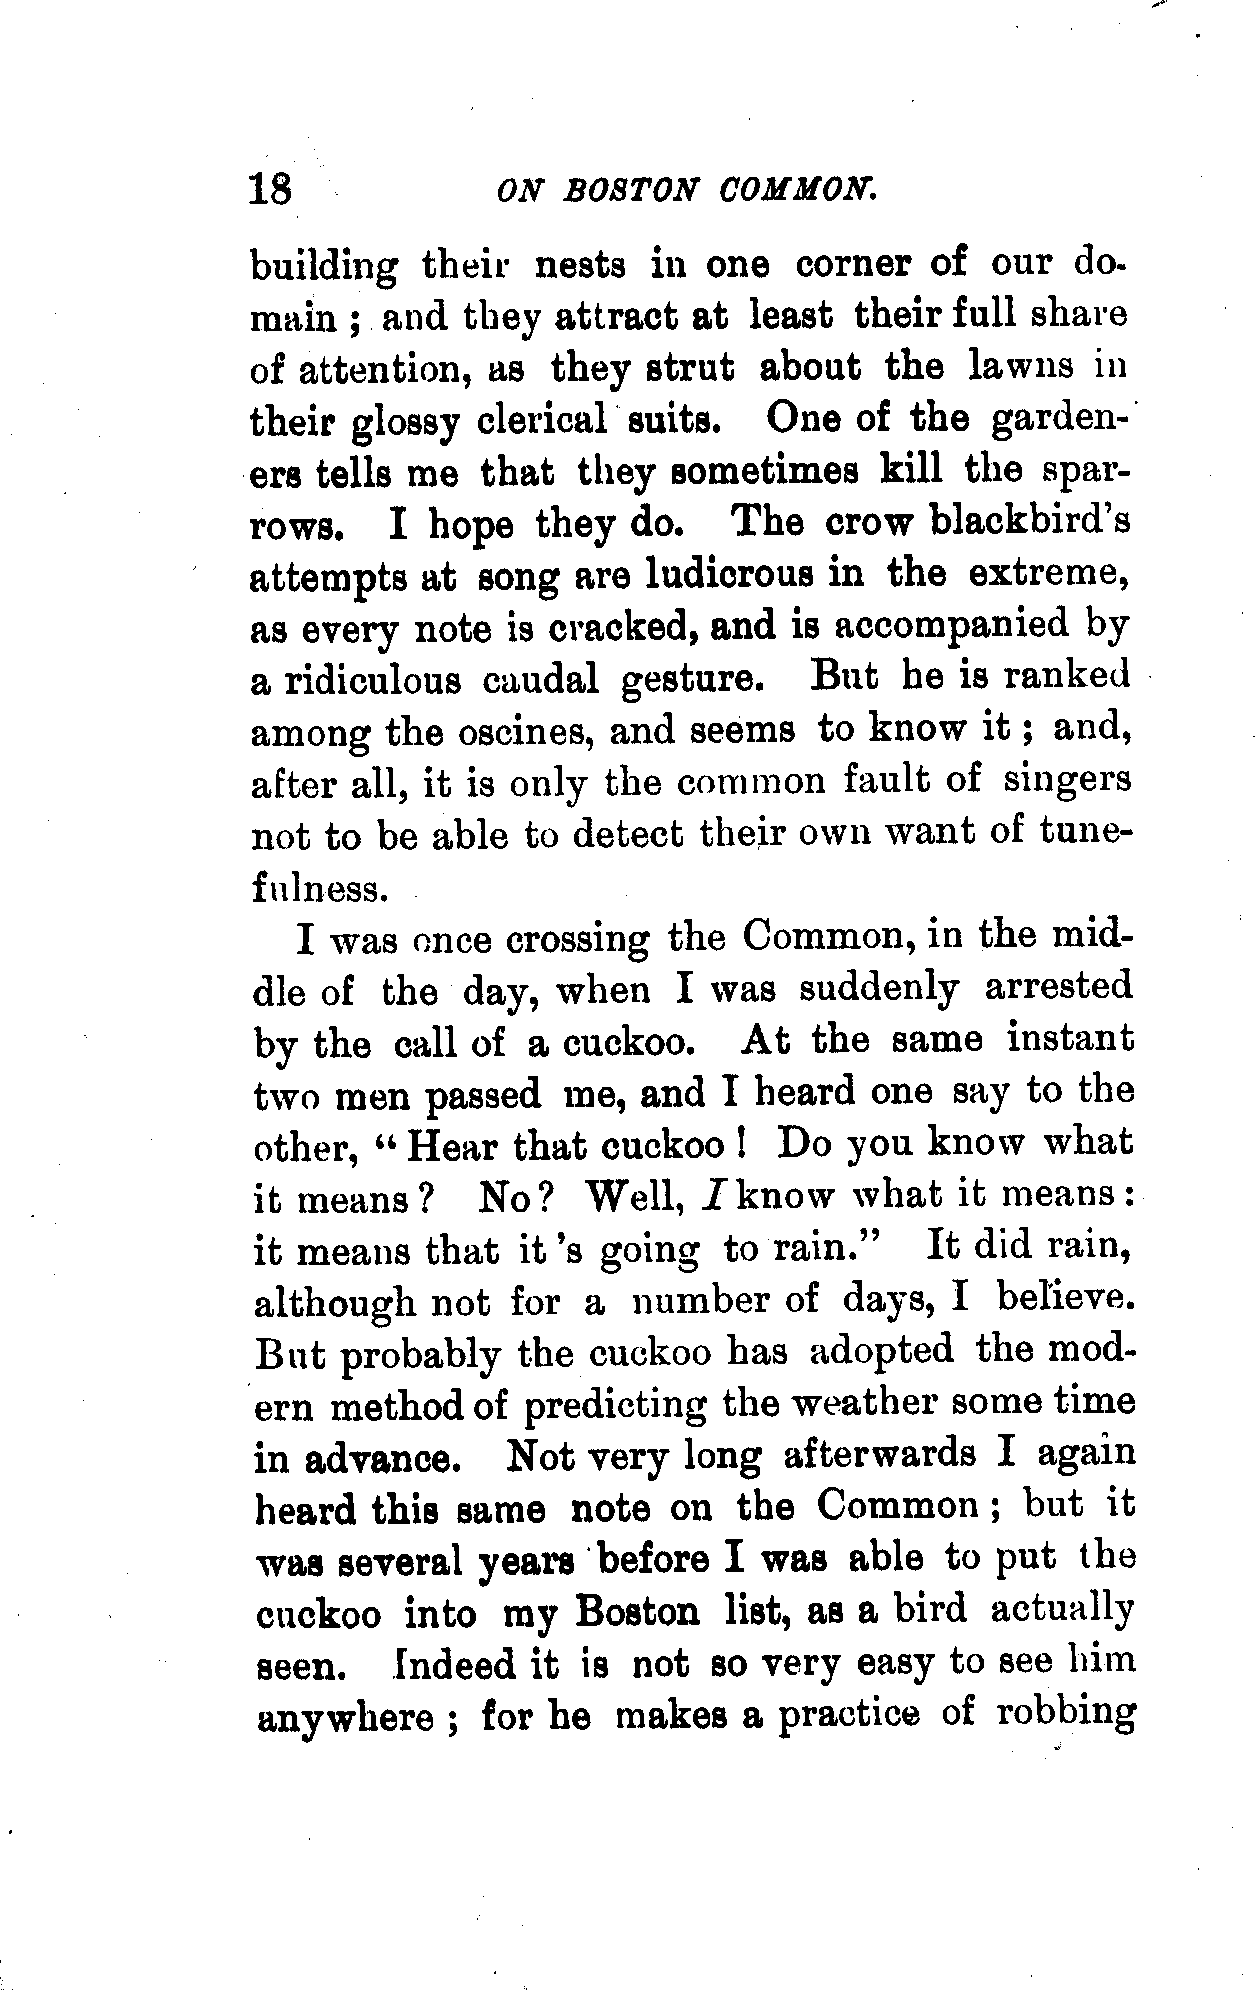 18 ON BOSTON COMMON.
building their nests in one corner of our do-
main ; and they attract at least their full share
of attention, as they strut about the lawns in
their glossy clerical suits. One of the garden-
ers tells me that they sometimes kill the spar-
rows. I hope they do. The crow blackbird's
attempts at song are ludicrous in the extreme,
as every note is cracked, and is accompanied by
a ridiculous caudal gesture. But he is ranked
among the oscines, and seems to know it ; and,
after all, it is only the common fault of singers
not to be able to detect their own want of tune-
fulness.
I was once crossing the Common, in the mid-
dle of the day, when I was suddenly arrested
by the call of a cuckoo. At the same instant
two men passed me, and I heard one say to the
other, “ Hear that cuckoo ! Do you know what
it means ? No ? Well, I know what it means :
it means that it 's going to rain.” It did rain,
although not for a number of days, I believe.
But probably the cuckoo has adopted the mod-
ern method of predicting the weather some time
in advance. Not very long afterwards I again
heard this same note on the Common ; but it
was several years before I was able to put the
cuckoo into my Boston list, as a bird actually
seen. Indeed it is not so very easy to see him
anywhere ; for he makes a practice of robbing